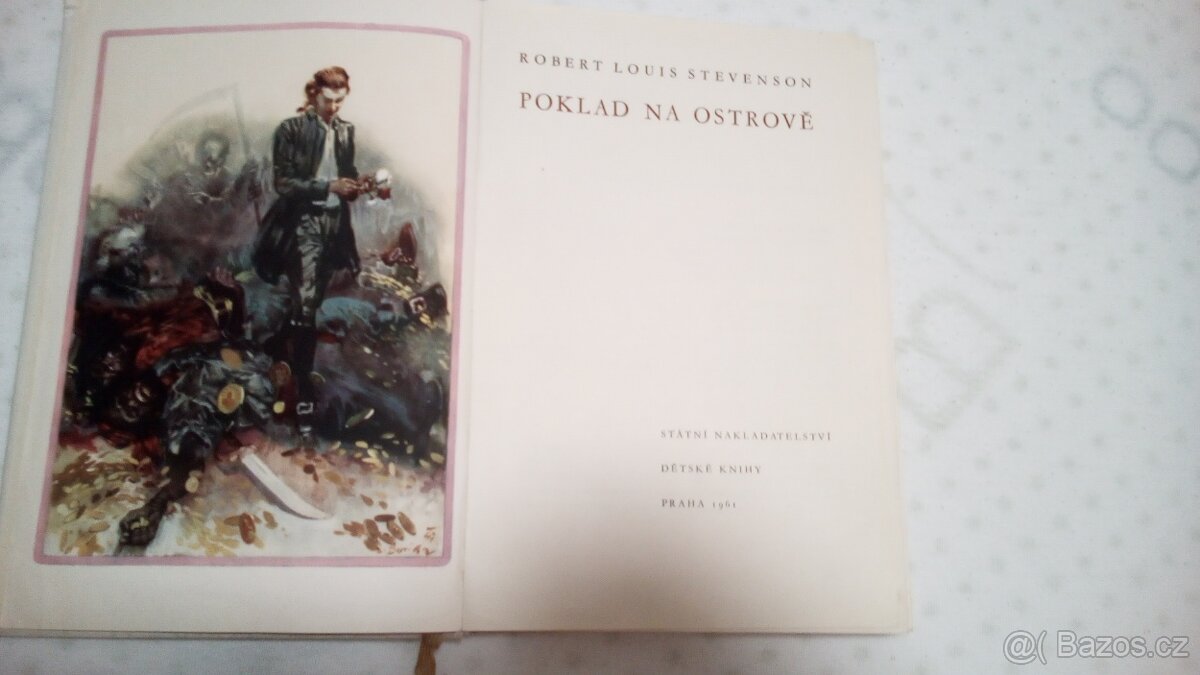 ROBERT LOUIS STEVENSON
POKLAD NA OSTROVĚ
STÁTNÍ NAKLADATELSTVÍ
DĚTSKÉ KNIHY
PRAHA 1961
@( Bazos.cz